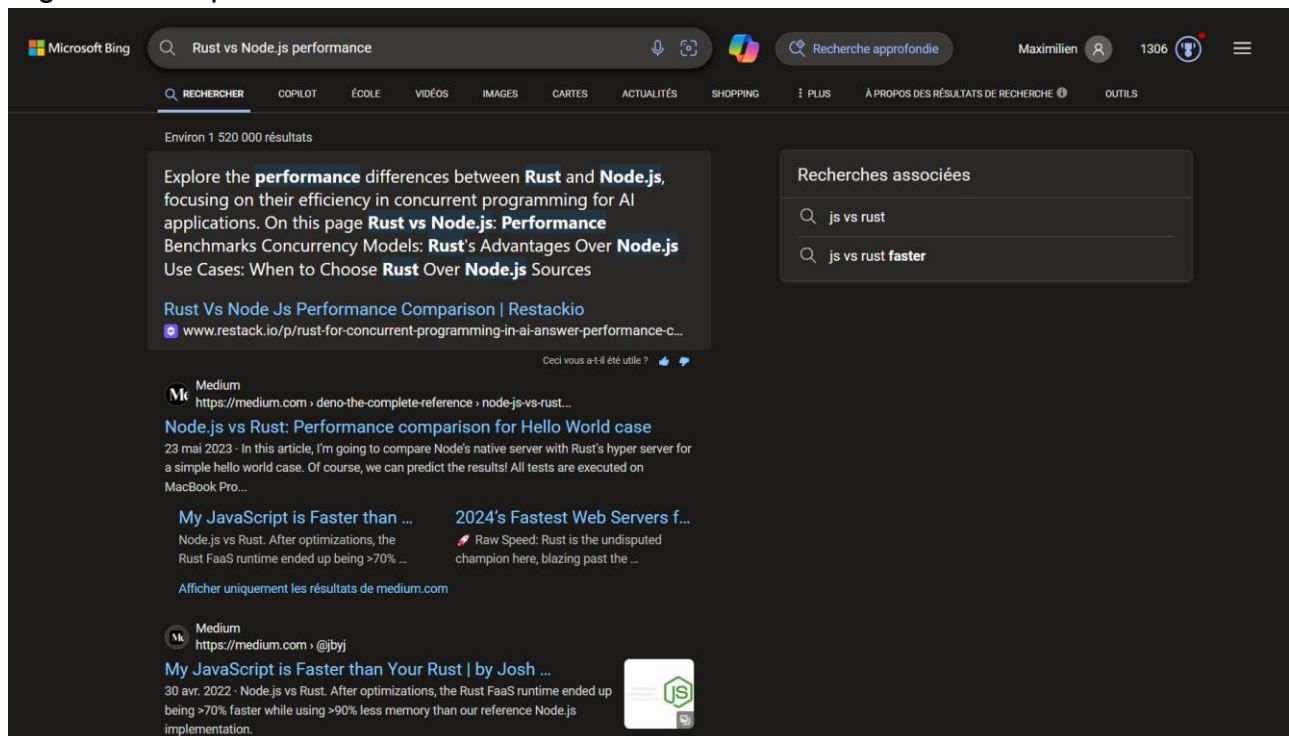 Microsoft Bing
Rust vs Node.js performance
Recherche approfondie
Maximilien
1306
RECHERCHER COPILOT ÉCOLE VIDÉOS IMAGES CARTES ACTUALITÉS SHOPPING PLUS À PROPOS DES RÉSULTATS DE RECHERCHE OUTILS
Environ 1 520 000 résultats
Explore the performance differences between Rust and Node.js,
focusing on their efficiency in concurrent programming for AI
applications. On this page Rust vs Node.js: Performance
Benchmarks Concurrency Models: Rust's Advantages Over Node.js
Use Cases: When to Choose Rust Over Node.js Sources
Rust Vs Node Js Performance Comparison | Restackio
www.restack.io/p/rust-for-concurrent-programming-in-ai-answer-performance-c...
Ceci vous a-t-il été utile ?
Medium
https://medium.com › deno-the-complete-reference › node-js-vs-rust...
Node.js vs Rust: Performance comparison for Hello World case
23 mai 2023 · In this article, I'm going to compare Node's native server with Rust's hyper server for
a simple hello world case. Of course, we can predict the results! All tests are executed on
MacBook Pro...
My JavaScript is Faster than ...
Node.js vs Rust. After optimizations, the
Rust FaaS runtime ended up being >70% ...
2024's Fastest Web Servers f...
🚀 Raw Speed: Rust is the undisputed
champion here, blazing past the ...
Afficher uniquement les résultats de medium.com
Medium
https://medium.com › @jbyj
My JavaScript is Faster than Your Rust | by Josh ...
30 avr. 2022 · Node.js vs Rust. After optimizations, the Rust FaaS runtime ended up
being >70% faster while using >90% less memory than our reference Node.js
implementation.
JS
Recherches associées
js vs rust
js vs rust faster